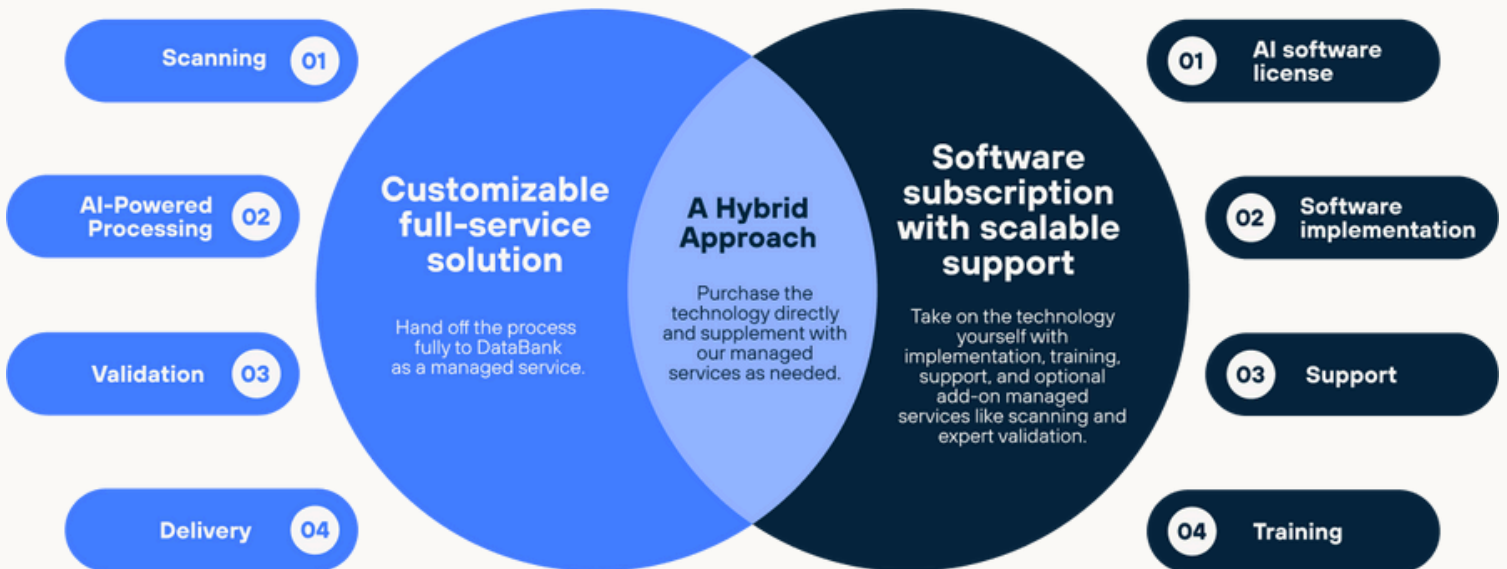 Scanning 01
AI-Powered
Processing 02
Validation 03
Delivery 04
Customizable
full-service
solution
Hand off the process
fully to DataBank
as a managed service.
A Hybrid
Approach
Purchase the
technology directly
and supplement with
our managed
services as needed.
Software
subscription
with scalable
support
Take on the technology
yourself with
implementation, training,
support, and optional
add-on managed
services like scanning and
expert validation.
01 AI software
license
02 Software
implementation
03 Support
04 Training